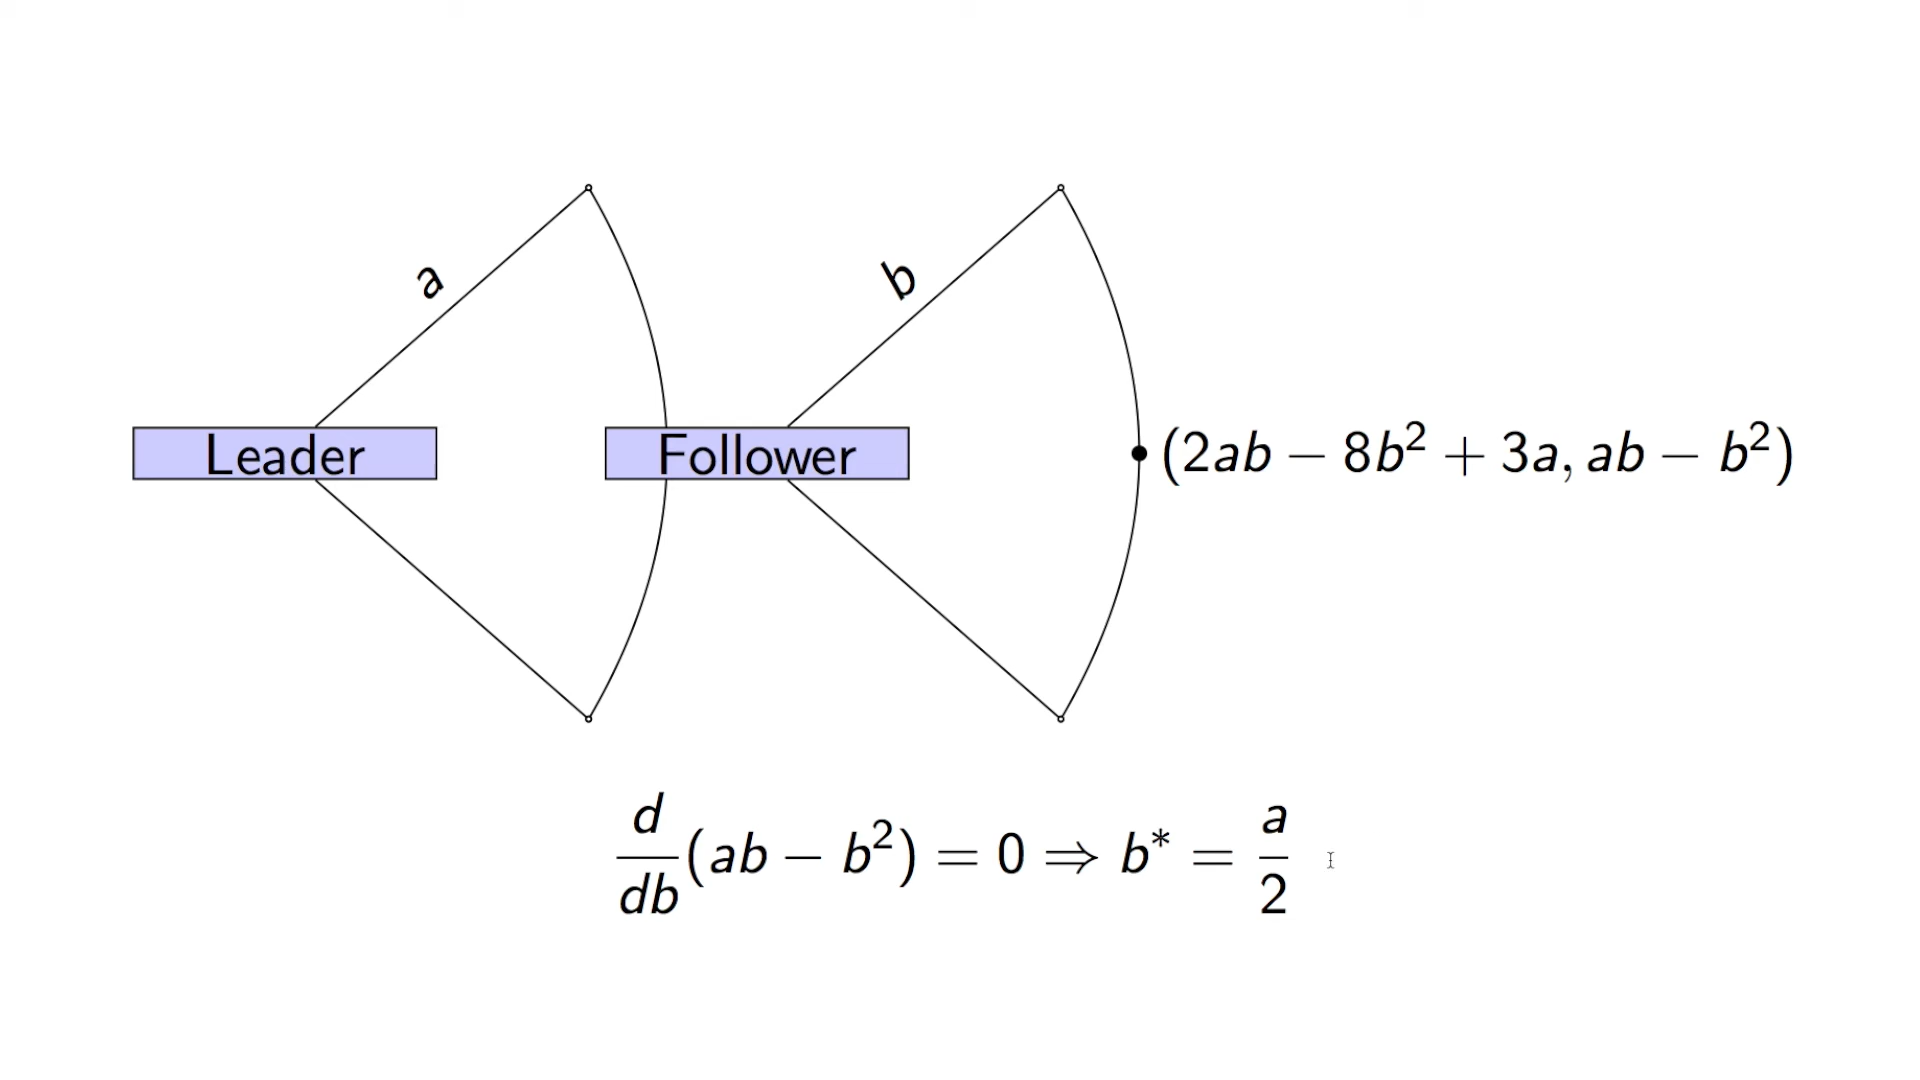 a
b
Leader
Follower
(2ab − 8b² + 3a, ab − b²)
d/db (ab − b²) = 0 ⇒ b* = a/2